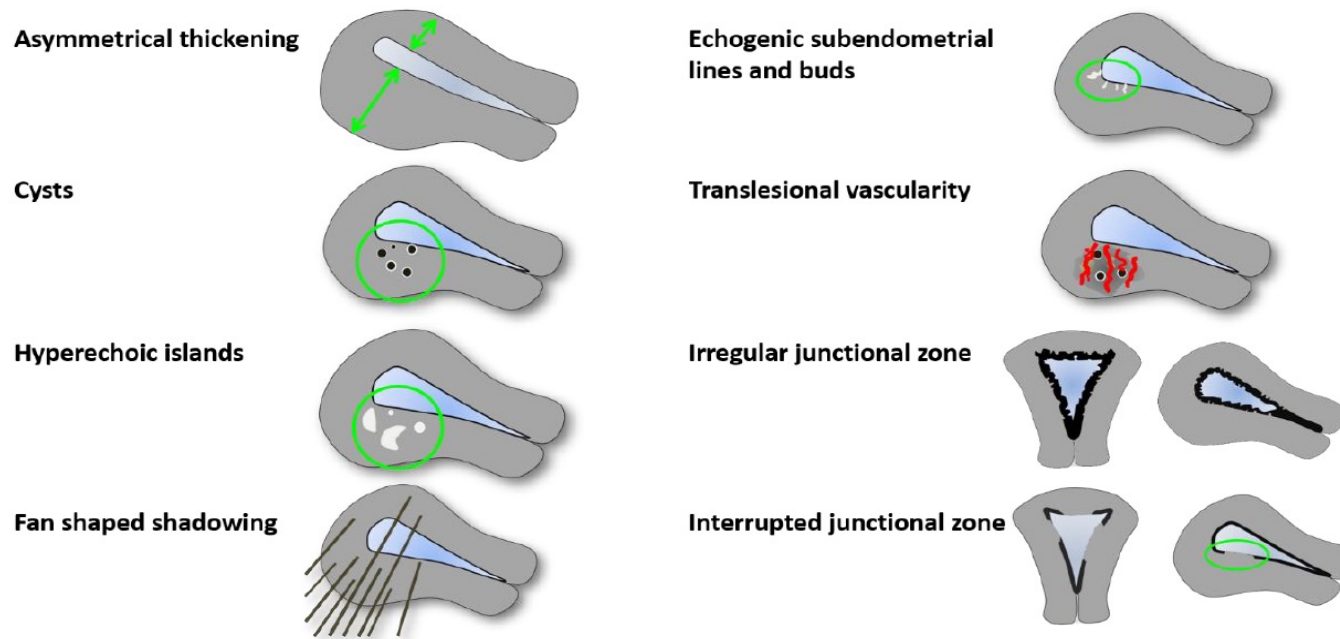 Asymmetrical thickening
Cysts
Hyperechoic islands
Fan shaped shadowing
Echogenic subendometrial
lines and buds
Translesional vascularity
Irregular junctional zone
Interrupted junctional zone